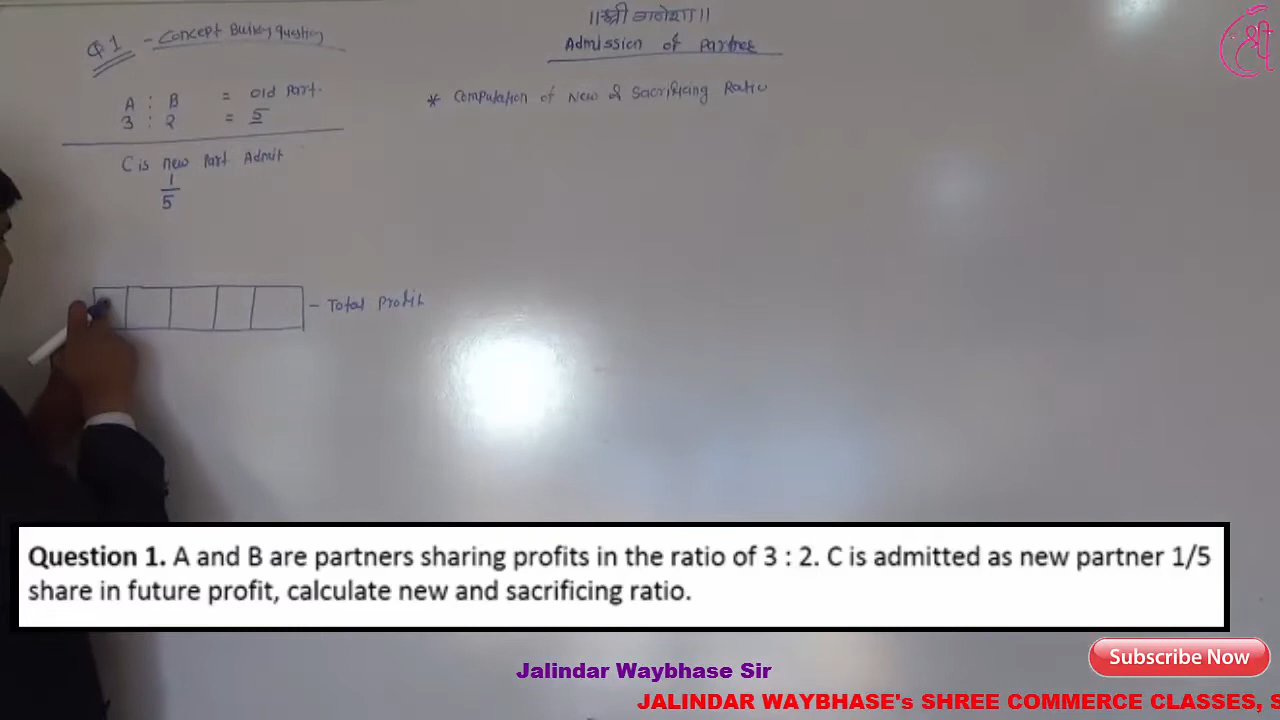 ॥श्री गणेशा॥
Admission of Partner
Q.1 - Concept Building Question
A : B = old Part.
3 : 2 = 5
* Computation of New & Sacrificing Ratio
C is new Part Admit
1
5
- Total Profit
श्री
Question 1. A and B are partners sharing profits in the ratio of 3 : 2. C is admitted as new partner 1/5
share in future profit, calculate new and sacrificing ratio.
Subscribe Now
Jalindar Waybhase Sir
JALINDAR WAYBHASE's SHREE COMMERCE CLASSES, S